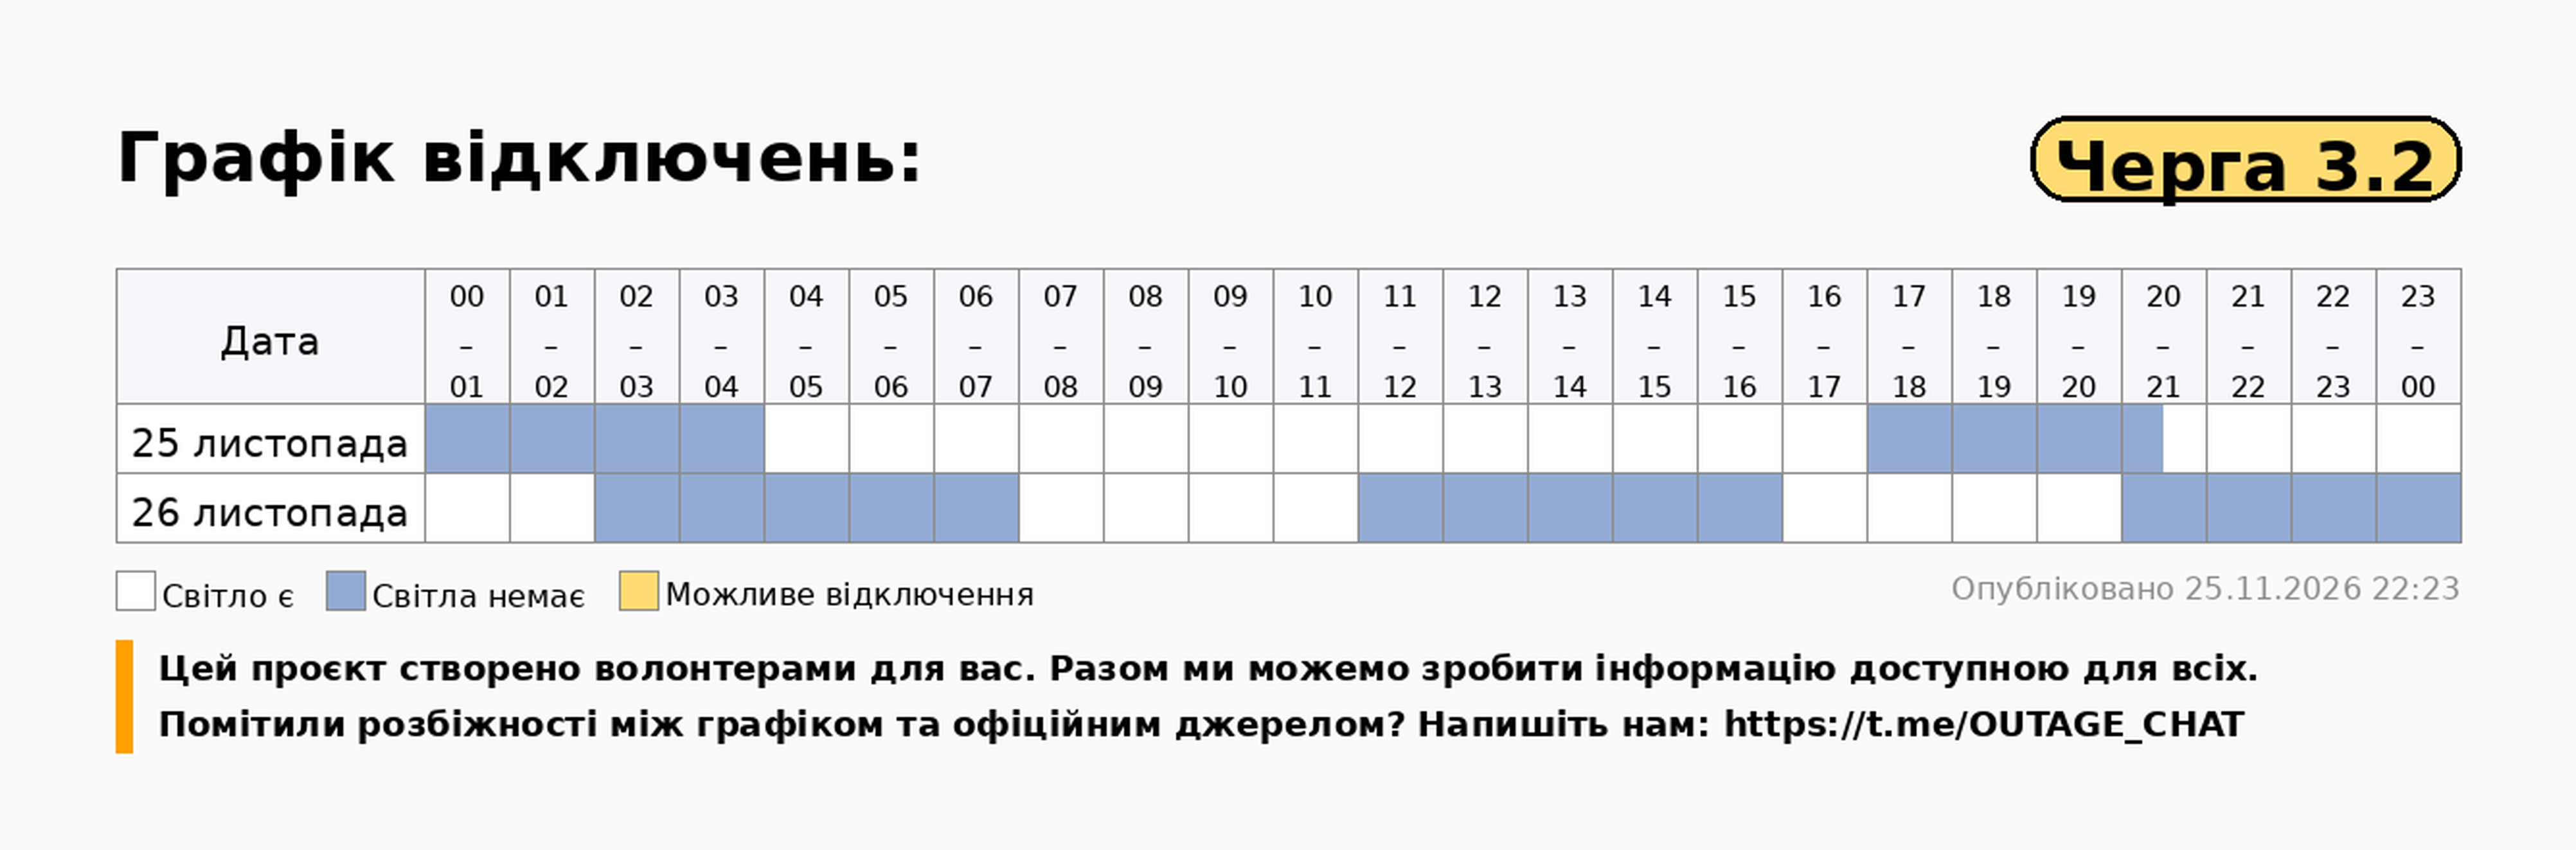 Графік відключень:
Черга 3.2
Дата 00 – 01 01 – 02 02 – 03 03 – 04 04 – 05 05 – 06 06 – 07 07 – 08 08 – 09 09 – 10 10 – 11 11 – 12 12 – 13 13 – 14 14 – 15 15 – 16 16 – 17 17 – 18 18 – 19 19 – 20 20 – 21 21 – 22 22 – 23 23 – 00
25 листопада
26 листопада
Світло є Світла немає Можливе відключення
Опубліковано 25.11.2026 22:23
Цей проєкт створено волонтерами для вас. Разом ми можемо зробити інформацію доступною для всіх.
Помітили розбіжності між графіком та офіційним джерелом? Напишіть нам: https://t.me/OUTAGE_CHAT